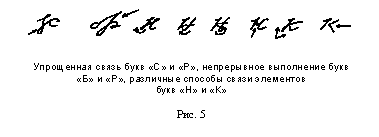 Упрощенная связь букв «С» и «Р», непрерывное выполнение букв
«Б» и «Р», различные способы связи элементов
букв «Н» и «К»
Рис. 5